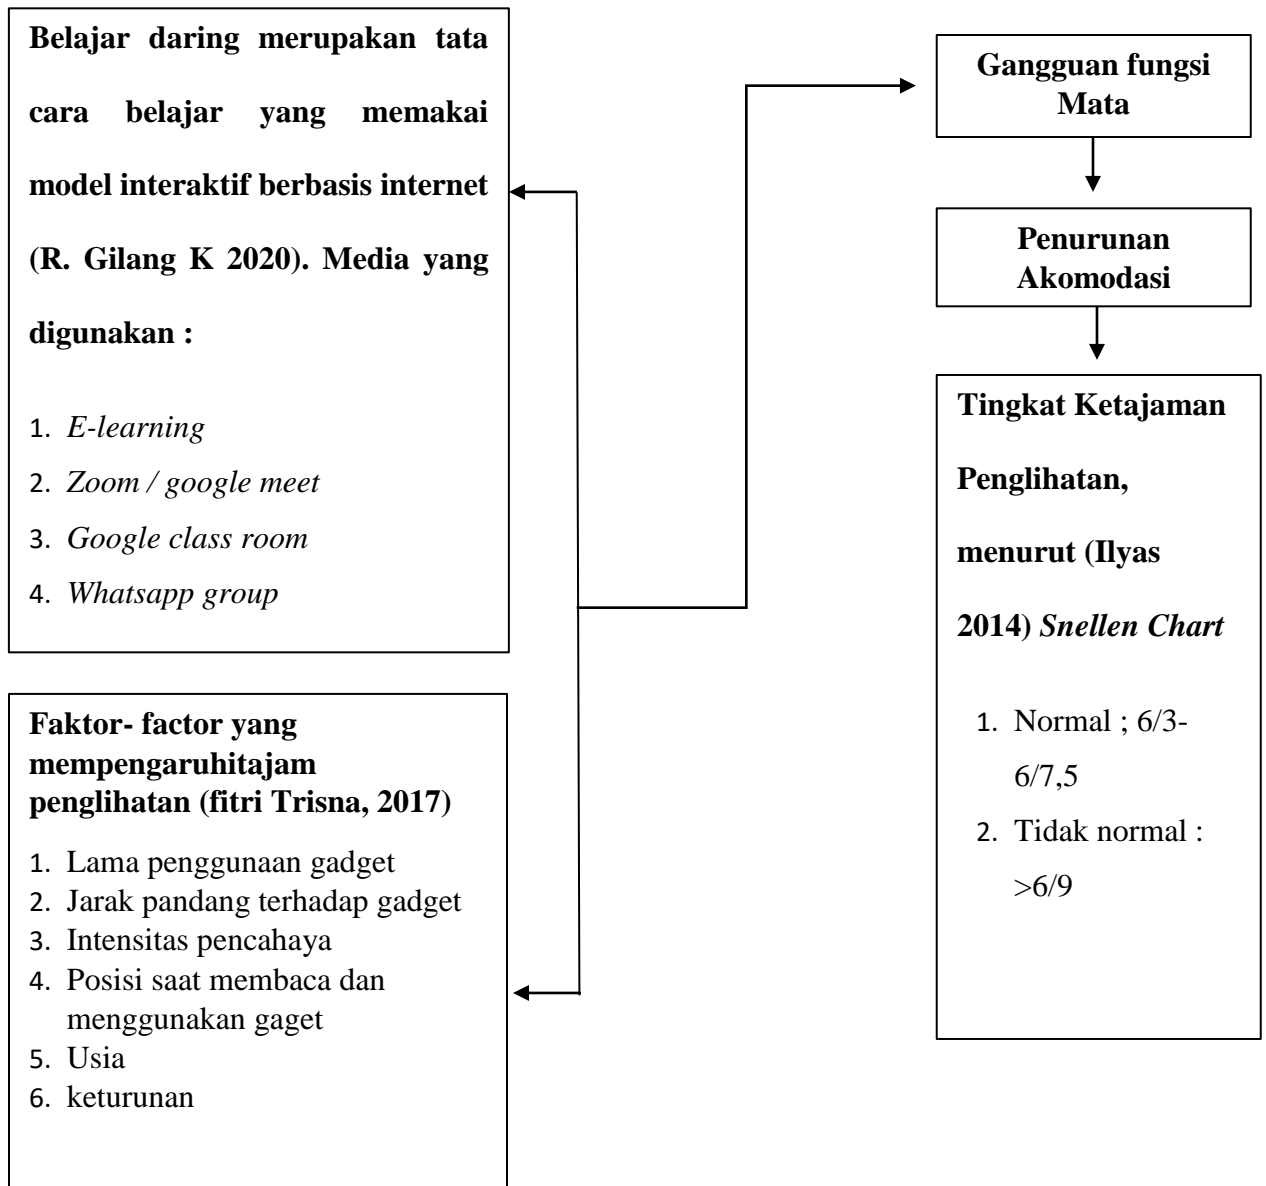 Belajar daring merupakan tata
cara belajar yang memakai
model interaktif berbasis internet
(R. Gilang K 2020). Media yang
digunakan :
1. E-learning
2. Zoom / google meet
3. Google class room
4. Whatsapp group
Faktor- factor yang
mempengaruhitajam
penglihatan (fitri Trisna, 2017)
1. Lama penggunaan gadget
2. Jarak pandang terhadap gadget
3. Intensitas pencahaya
4. Posisi saat membaca dan
menggunakan gaget
5. Usia
6. keturunan
Gangguan fungsi
Mata
Penurunan
Akomodasi
Tingkat Ketajaman
Penglihatan,
menurut (Ilyas
2014) Snellen Chart
1. Normal ; 6/3-
6/7,5
2. Tidak normal :
>6/9